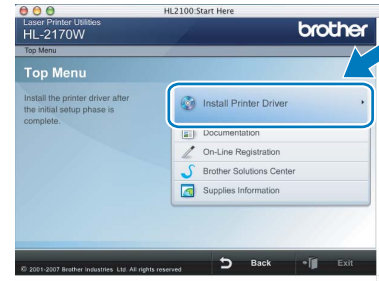 HL2100:Start Here
Laser Printer Utilities
HL-2170W
brother
Top Menu
Top Menu
Install the printer driver after
the initial setup phase is
complete.
Install Printer Driver
Documentation
On-Line Registration
Brother Solutions Center
Supplies Information
Back
Exit
© 2001-2007 Brother Industries Ltd. All rights reserved